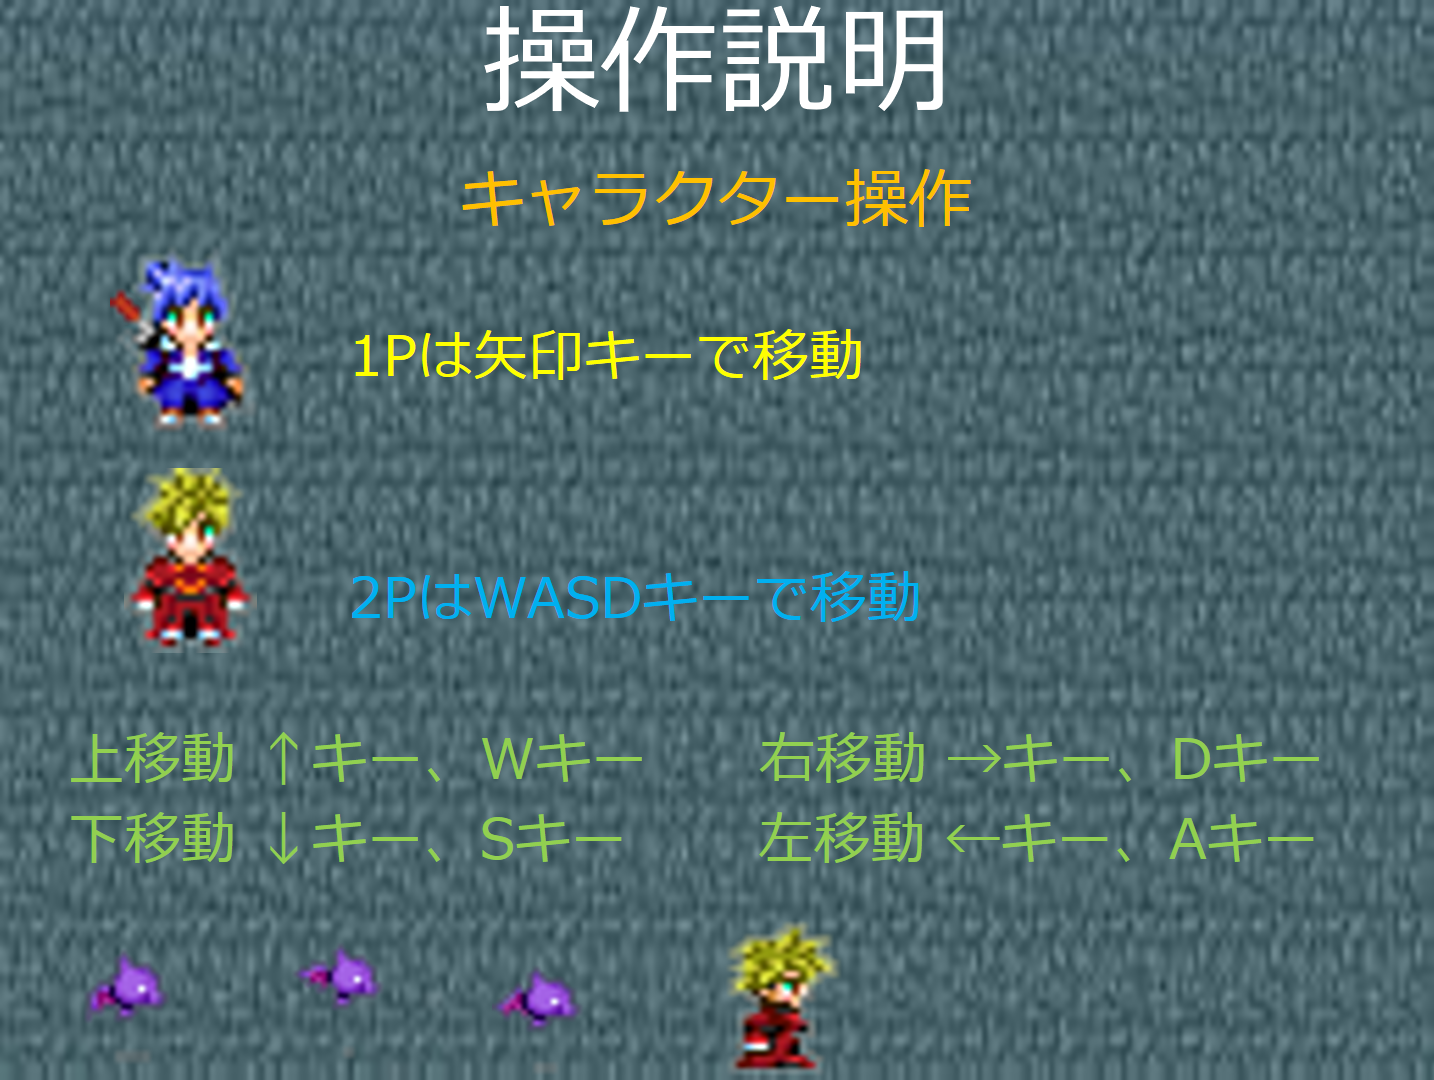 操作説明
キャラクター操作
1Pは矢印キーで移動
2PはWASDキーで移動
上移動 ↑キー、Wキー 右移動 →キー、Dキー
下移動 ↓キー、Sキー 左移動 ←キー、Aキー